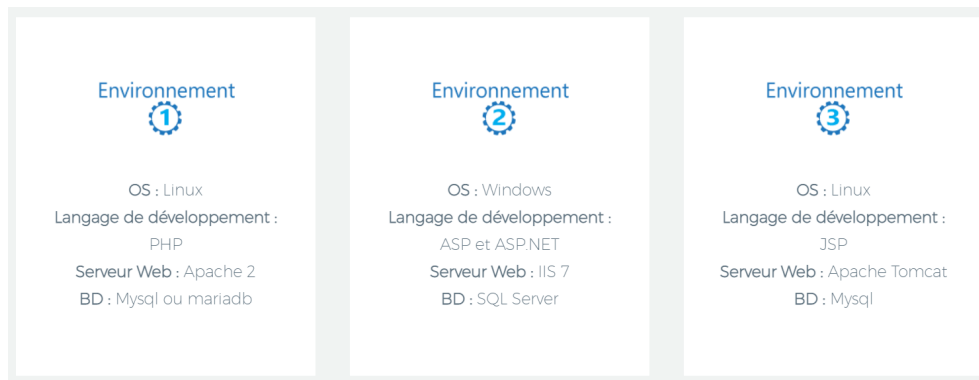 Environnement
1
OS : Linux
Langage de développement :
PHP
Serveur Web : Apache 2
BD : Mysql ou mariadb
Environnement
2
OS : Windows
Langage de développement :
ASP et ASP.NET
Serveur Web : IIS 7
BD : SQL Server
Environnement
3
OS : Linux
Langage de développement :
JSP
Serveur Web : Apache Tomcat
BD : Mysql